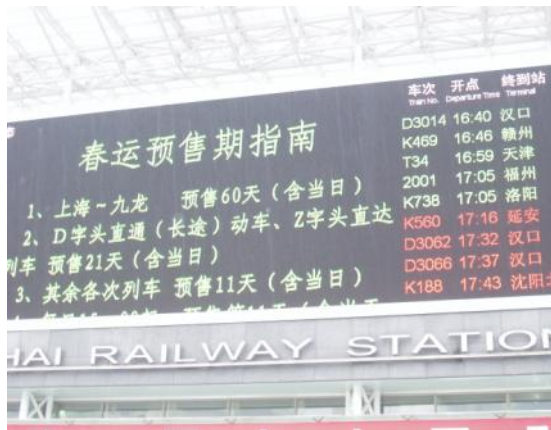 春运预售期指南
1、上海～九龙 预售60天（含当日）
2、D字头直通（长途）动车、Z字头直达
列车 预售21天（含当日）
3、其余各次列车 预售11天（含当日）
车次 开点 終到站
Train No. Departure Time Terminal
D3014 16:40 汉口
K469 16:46 赣州
T34 16:59 天津
2001 17:05 福州
K738 17:05 洛阳
K560 17:16 延安
D3062 17:32 汉口
D3066 17:37 汉口
K188 17:43 沈阳北
HAI RAILWAY STATION